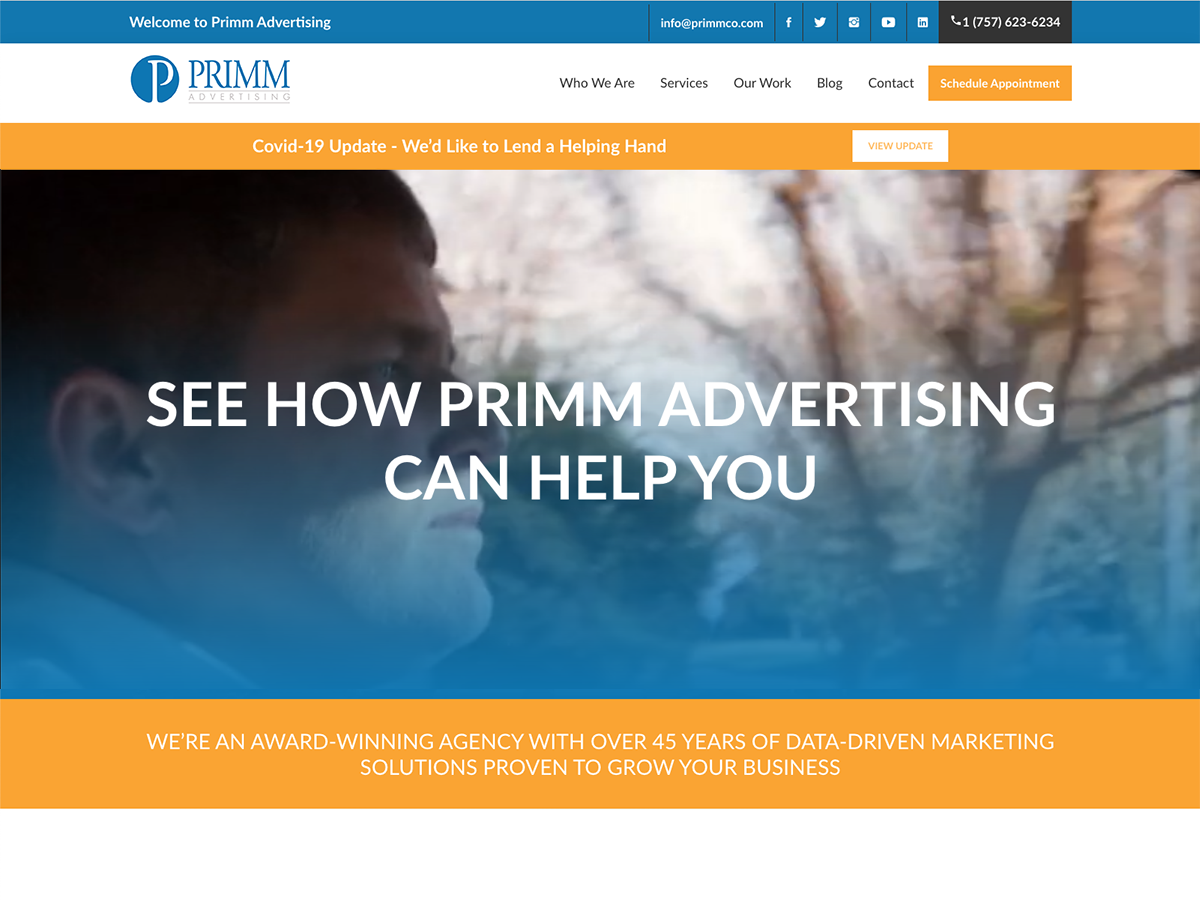 Welcome to Primm Advertising
info@primmco.com
1 (757) 623-6234
PRIMM
ADVERTISING
Who We Are
Services
Our Work
Blog
Contact
Schedule Appointment
Covid-19 Update - We’d Like to Lend a Helping Hand
VIEW UPDATE
SEE HOW PRIMM ADVERTISING
CAN HELP YOU
WE’RE AN AWARD-WINNING AGENCY WITH OVER 45 YEARS OF DATA-DRIVEN MARKETING
SOLUTIONS PROVEN TO GROW YOUR BUSINESS